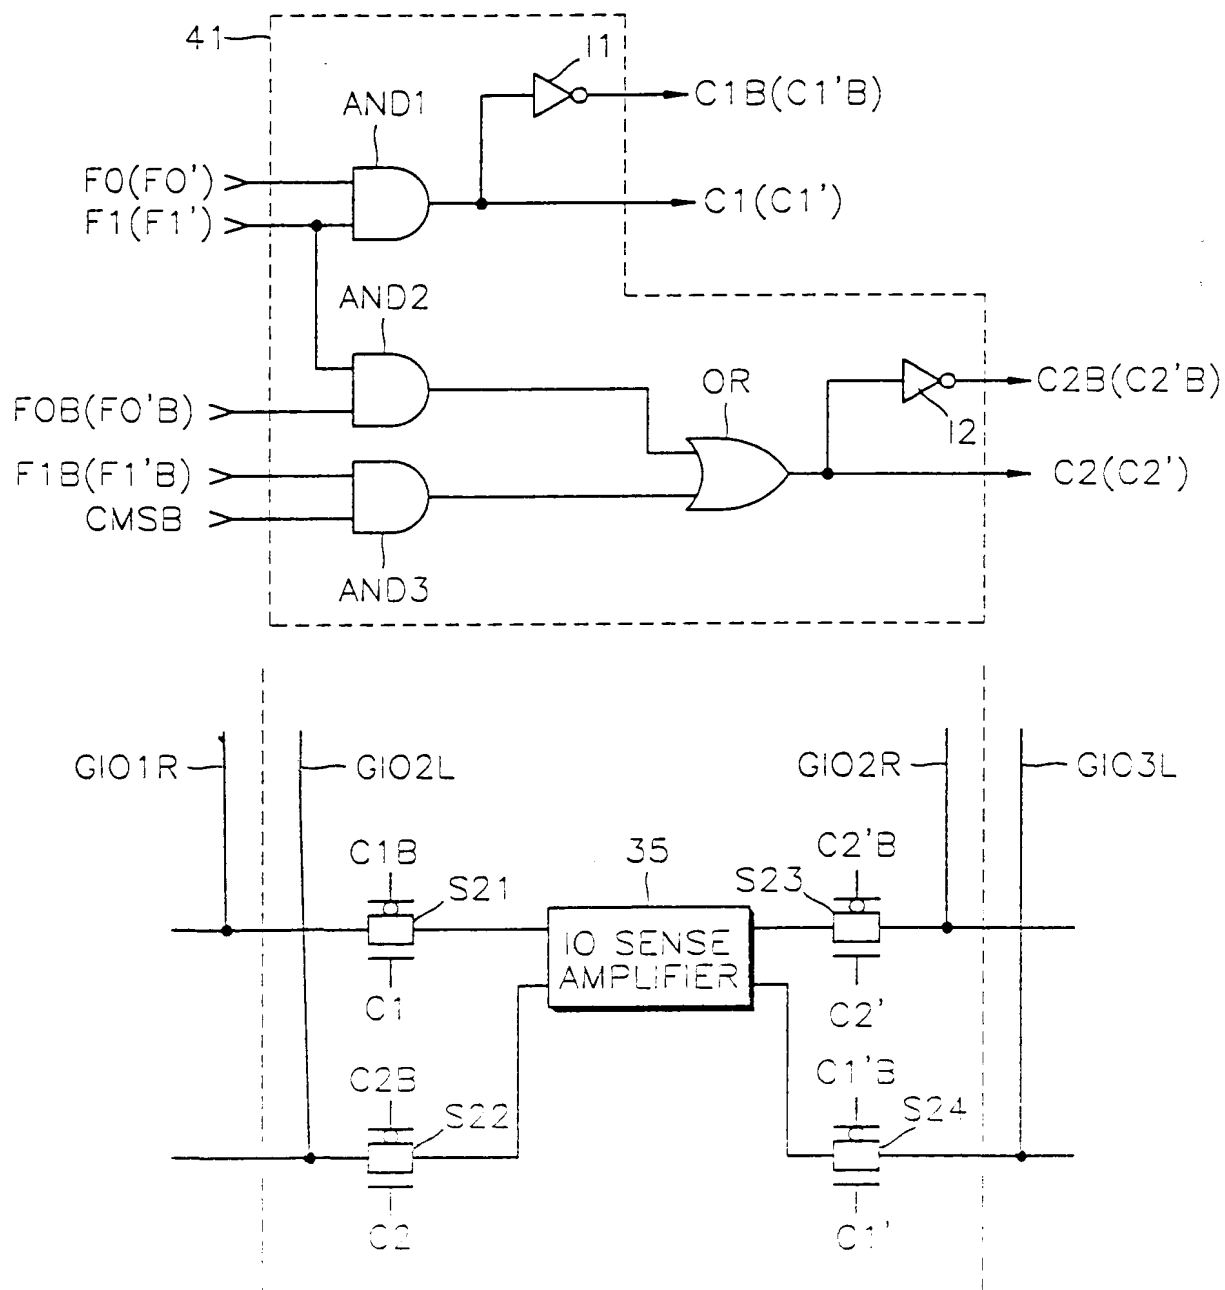 41
I1
C1B(C1'B)
AND1
F0(F0')
C1(C1')
F1(F1')
AND2
OR
C2B(C2'B)
F0B(F0'B)
I2
F1B(F1'B)
C2(C2')
CMSB
AND3
GIO1R
GIO2L
GIO2R
GIO3L
C1B
S21
35
S23
C2'B
IO SENSE
AMPLIFIER
C1
C2'
C2B
S22
C1'B
S24
C2
C1'